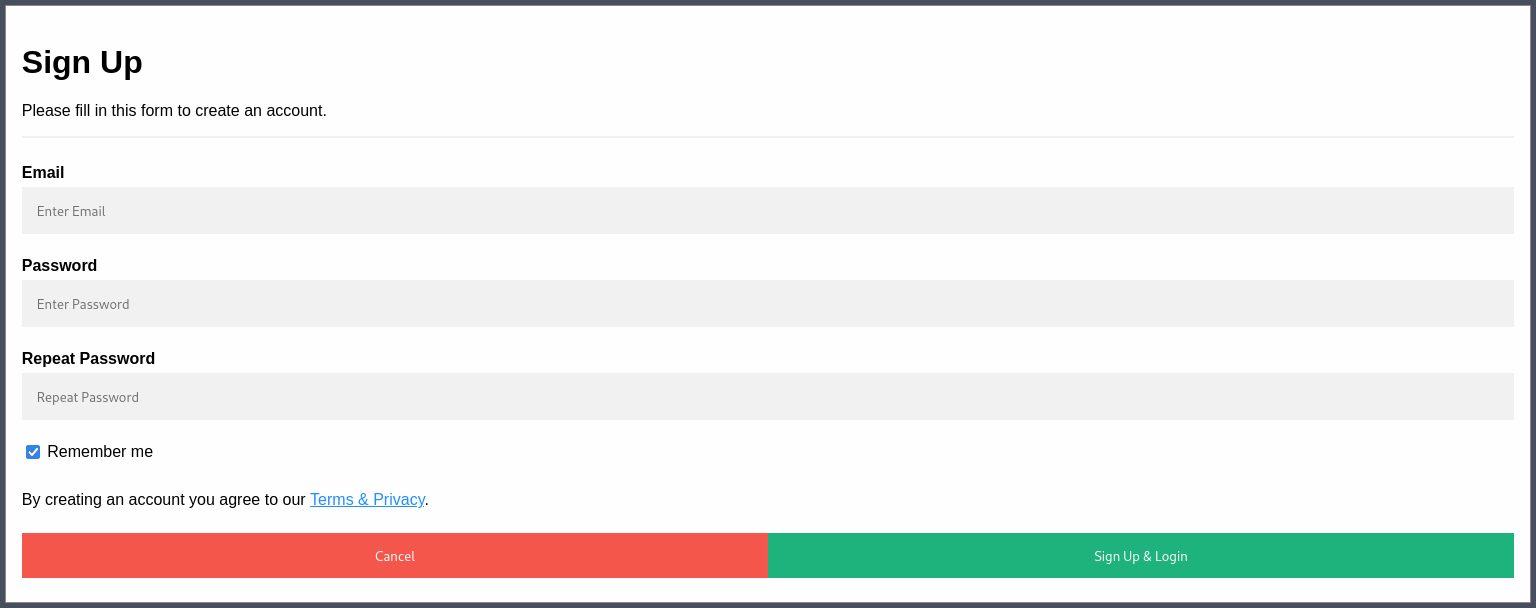 Sign Up
Please fill in this form to create an account.
Email
Enter Email
Password
Enter Password
Repeat Password
Repeat Password
Remember me
By creating an account you agree to our Terms & Privacy.
Cancel
Sign Up & Login